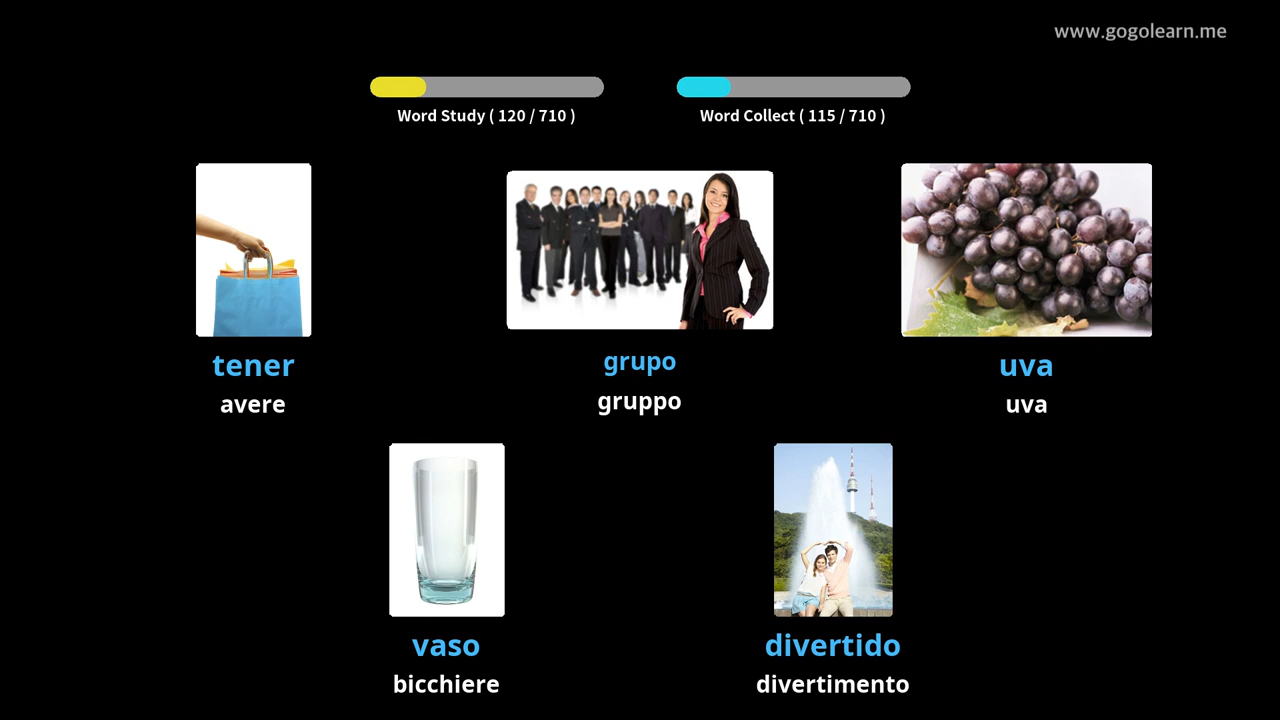 www.gogolearn.me
Word Study ( 120 / 710 )
Word Collect ( 115 / 710 )
tener
avere
grupo
gruppo
uva
uva
vaso
bicchiere
divertido
divertimento